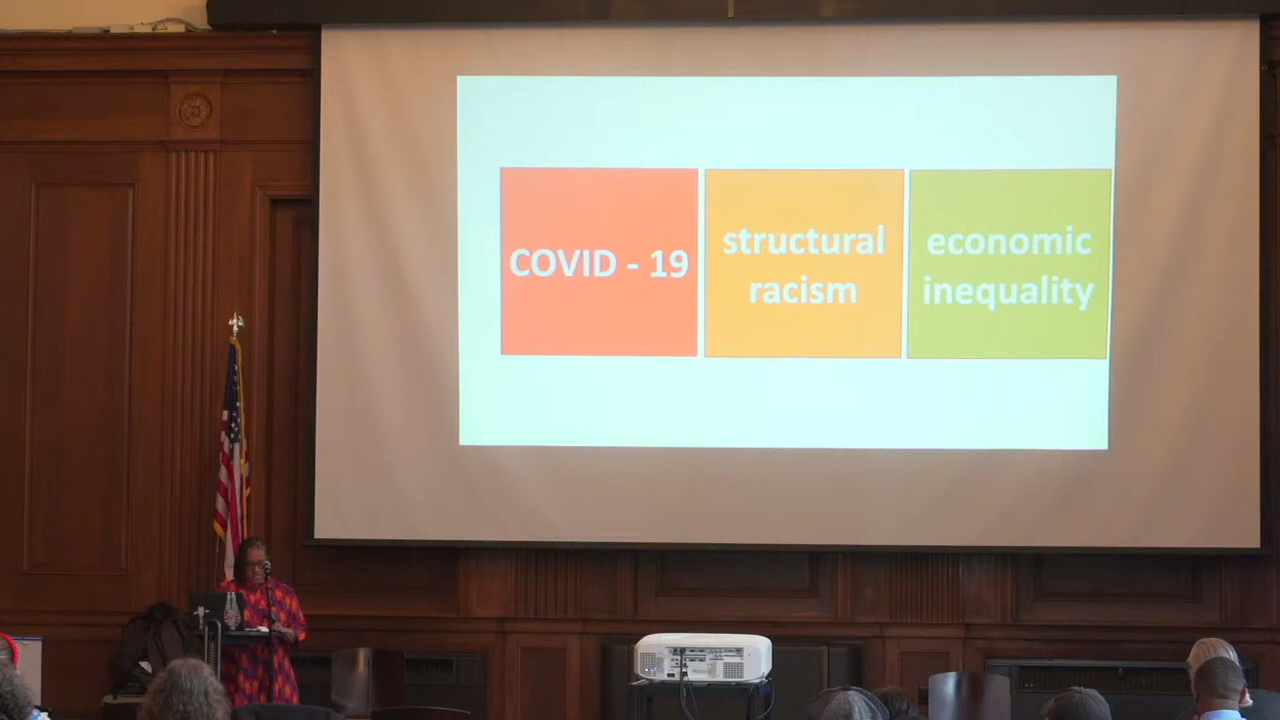 COVID - 19
structural
racism
economic
inequality